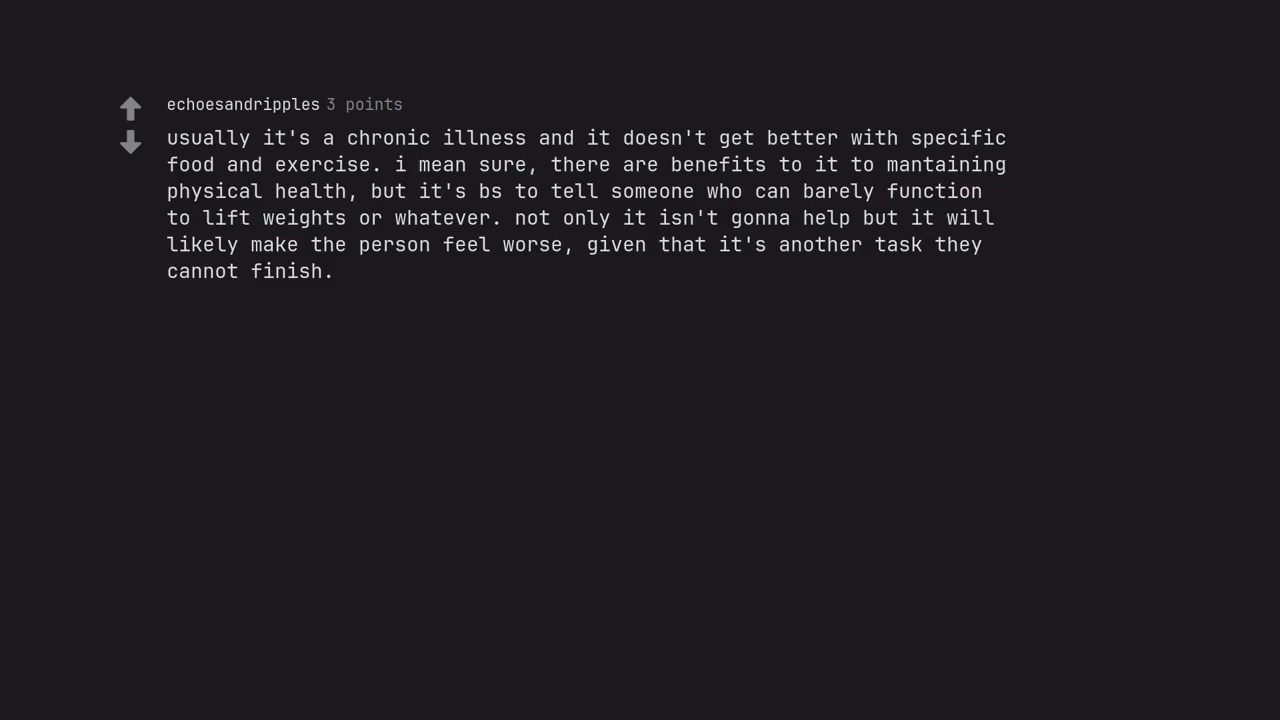 echoesandripples 3 points
usually it's a chronic illness and it doesn't get better with specific
food and exercise. i mean sure, there are benefits to it to mantaining
physical health, but it's bs to tell someone who can barely function
to lift weights or whatever. not only it isn't gonna help but it will
likely make the person feel worse, given that it's another task they
cannot finish.